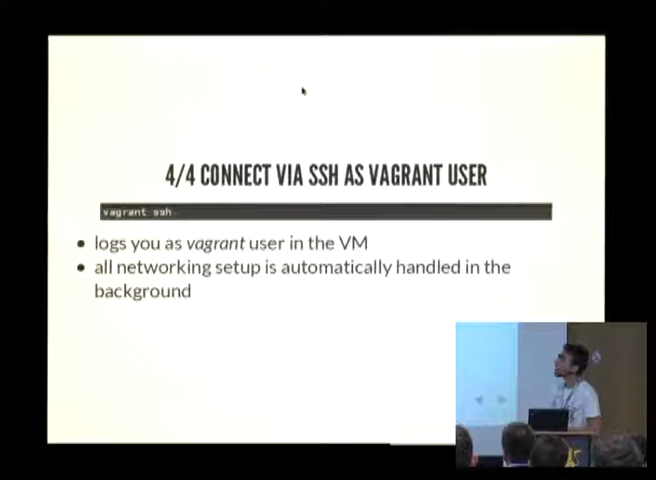 4/4 CONNECT VIA SSH AS VAGRANT USER
vagrant ssh
logs you as vagrant user in the VM
all networking setup is automatically handled in the
background